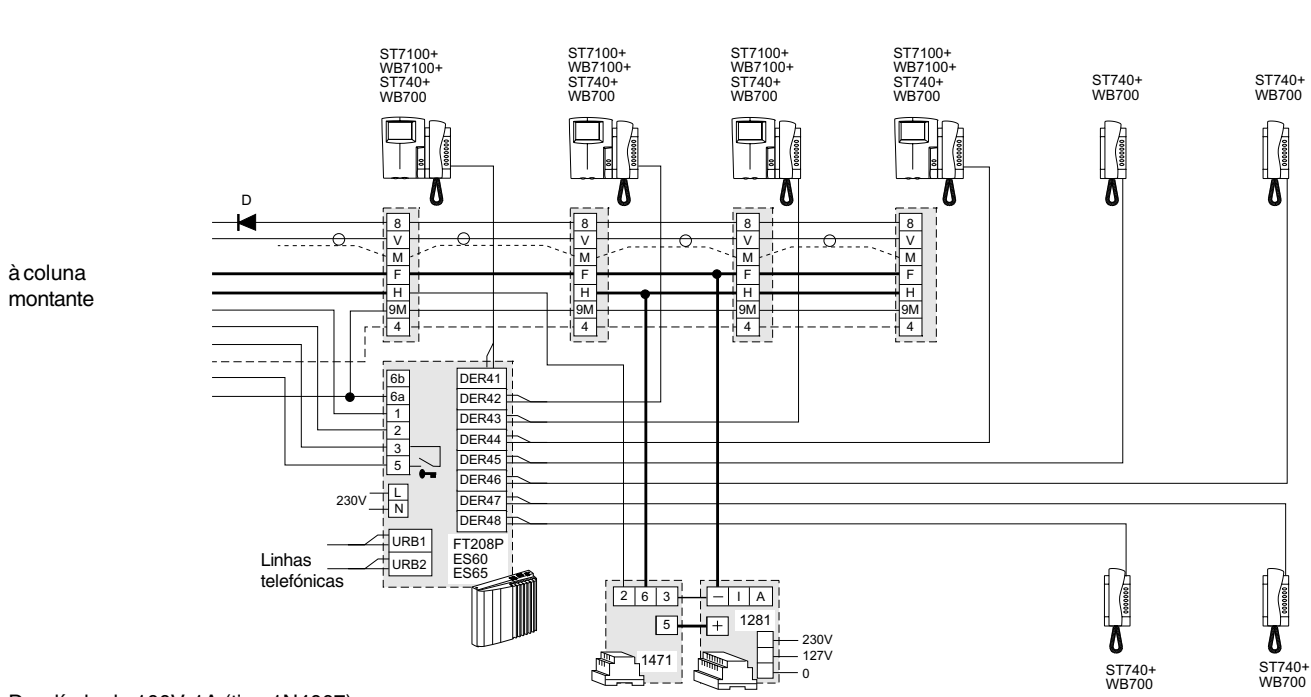 ST7100+
WB7100+
ST740+
WB700
ST7100+
WB7100+
ST740+
WB700
ST7100+
WB7100+
ST740+
WB700
ST7100+
WB7100+
ST740+
WB700
ST740+
WB700
ST740+
WB700
D
8
V
M
F
H
9M
4
8
V
M
F
H
9M
4
8
V
M
F
H
9M
4
8
V
M
F
H
9M
4
à coluna
montante
6b
6a
1
2
3
5
L
N
230V
URB1
URB2
Linhas
telefónicas
DER41
DER42
DER43
DER44
DER45
DER46
DER47
DER48
FT208P
ES60
ES65
2 6 3
5
1471
– I A
+
1281
230V
127V
0
ST740+
WB700
ST740+
WB700